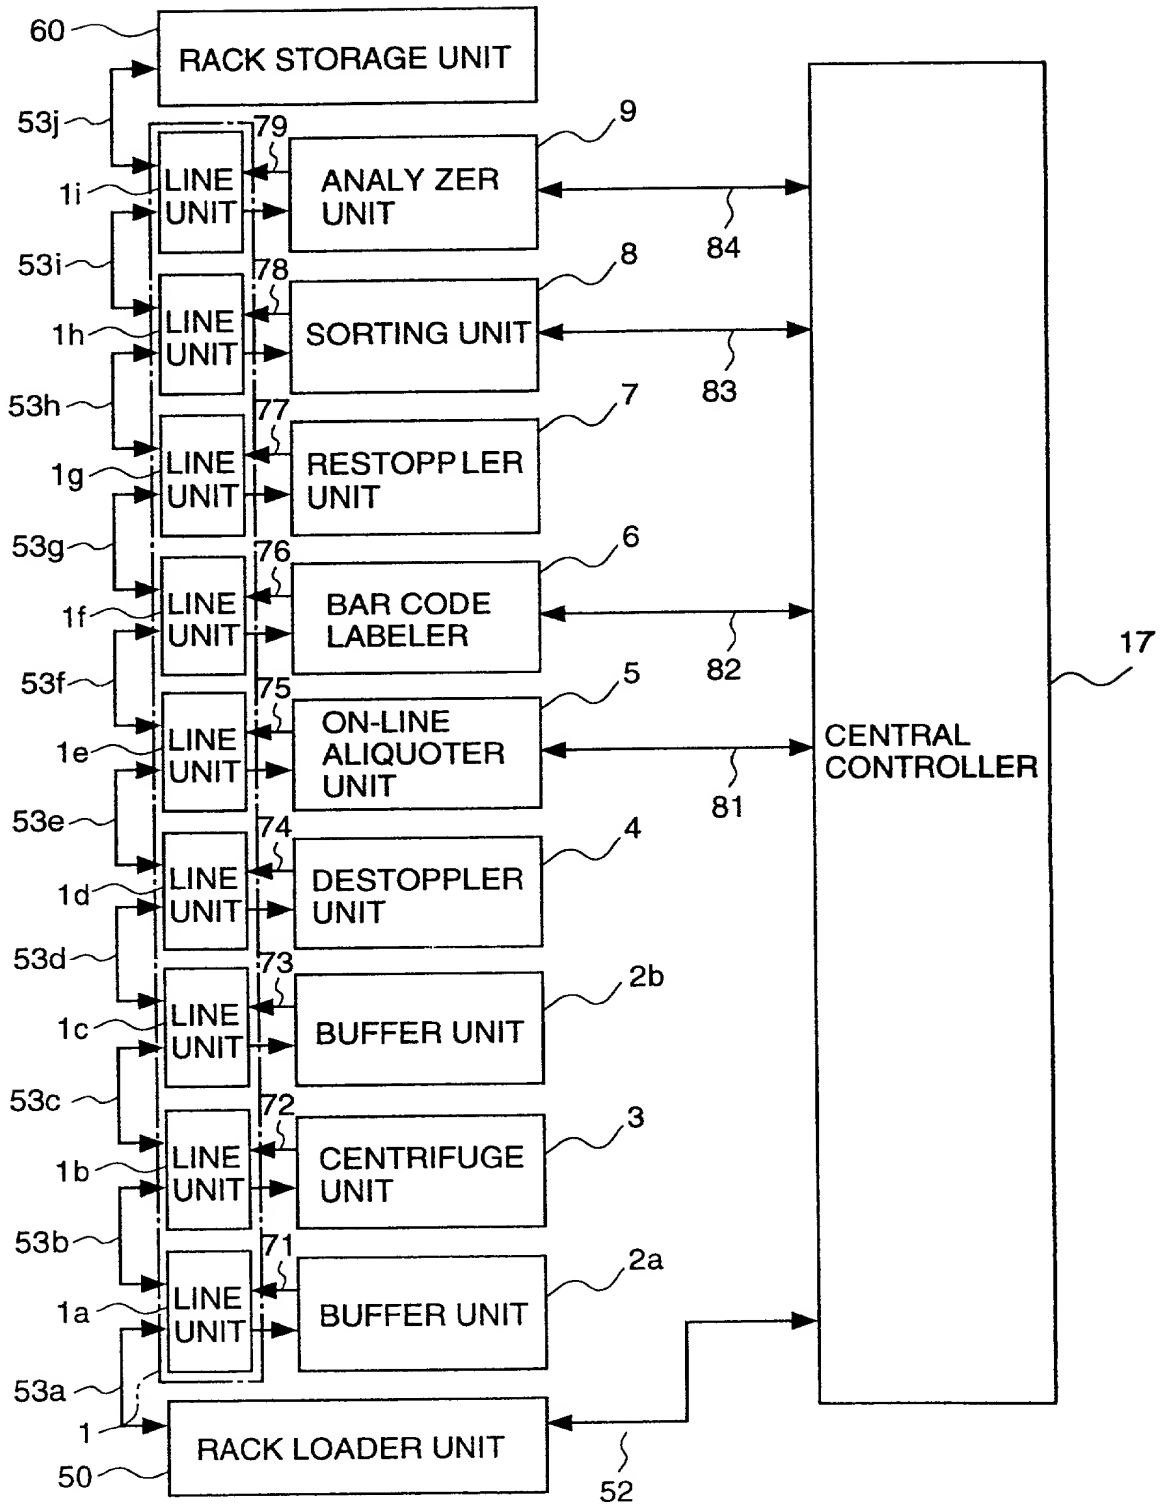 60
RACK STORAGE UNIT
53j
79
9
1i
LINE
UNIT
ANALY ZER
UNIT
84
53i
78
8
1h
LINE
UNIT
SORTING UNIT
83
53h
77
7
1g
LINE
UNIT
RESTOPPLER
UNIT
53g
76
6
1f
LINE
UNIT
BAR CODE
LABELER
82
17
53f
75
5
1e
LINE
UNIT
ON-LINE
ALIQUOTER
UNIT
81
CENTRAL
CONTROLLER
53e
74
4
1d
LINE
UNIT
DESTOPPLER
UNIT
53d
73
2b
1c
LINE
UNIT
BUFFER UNIT
53c
72
3
1b
LINE
UNIT
CENTRIFUGE
UNIT
53b
71
2a
1a
LINE
UNIT
BUFFER UNIT
53a
1
RACK LOADER UNIT
50
52